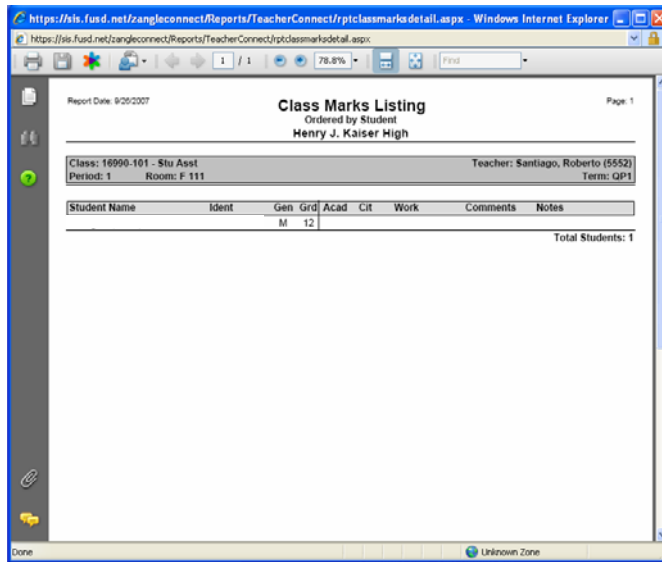 https://sis.fusd.net/zangleconnect/Reports/TeacherConnect/rptclassmarksdetail.aspx - Windows Internet Explorer
https://sis.fusd.net/zangleconnect/Reports/TeacherConnect/rptclassmarksdetail.aspx
1 / 1 78.8% Find
Report Date: 9/26/2007 Class Marks Listing Page: 1
Ordered by Student
Henry J. Kaiser High
Class: 16990-101 - Stu Asst Teacher: Santiago, Roberto (5552)
Period: 1 Room: F 111 Term: QP1
Student Name Ident Gen Grd Acad Cit Work Comments Notes
M 12
Total Students: 1
Done Unknown Zone